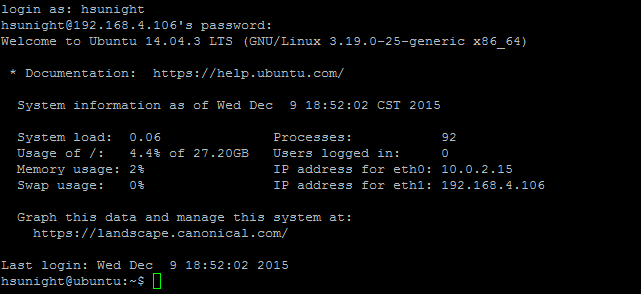 login as: hsunight
hsunight@192.168.4.106's password:
Welcome to Ubuntu 14.04.3 LTS (GNU/Linux 3.19.0-25-generic x86_64)
* Documentation:  https://help.ubuntu.com/
System information as of Wed Dec  9 18:52:02 CST 2015
System load:  0.06              Processes:           92
Usage of /:   4.4% of 27.20GB   Users logged in:     0
Memory usage: 2%                IP address for eth0: 10.0.2.15
Swap usage:   0%                IP address for eth1: 192.168.4.106
Graph this data and manage this system at:
https://landscape.canonical.com/
Last login: Wed Dec  9 18:52:02 2015
hsunight@ubuntu:~$